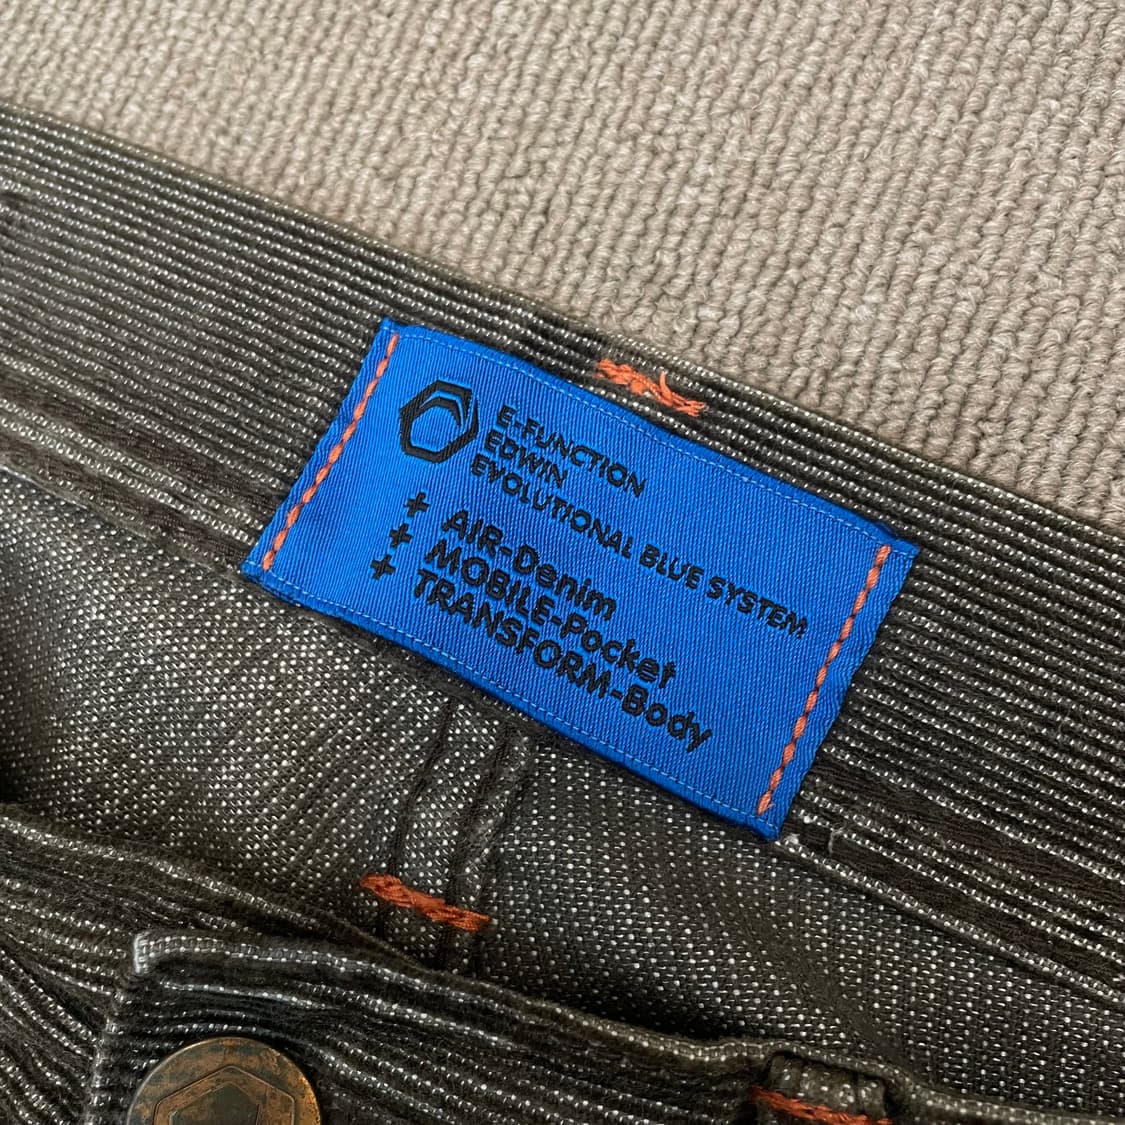 E-FUNCTION
EDWIN
EVOLUTIONAL BLUE SYSTEM
+ AIR-Denim
+ MOBILE-Pocket
+ TRANSFORM-Body